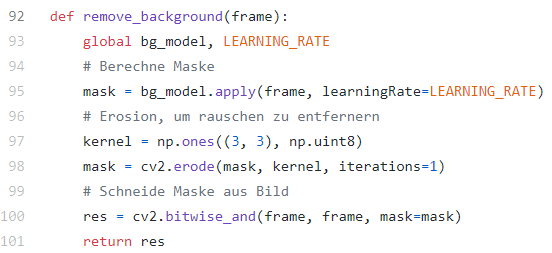 92 def remove_background(frame):
93     global bg_model, LEARNING_RATE
94     # Berechne Maske
95     mask = bg_model.apply(frame, learningRate=LEARNING_RATE)
96     # Erosion, um rauschen zu entfernern
97     kernel = np.ones((3, 3), np.uint8)
98     mask = cv2.erode(mask, kernel, iterations=1)
99     # Schneide Maske aus Bild
100     res = cv2.bitwise_and(frame, frame, mask=mask)
101     return res